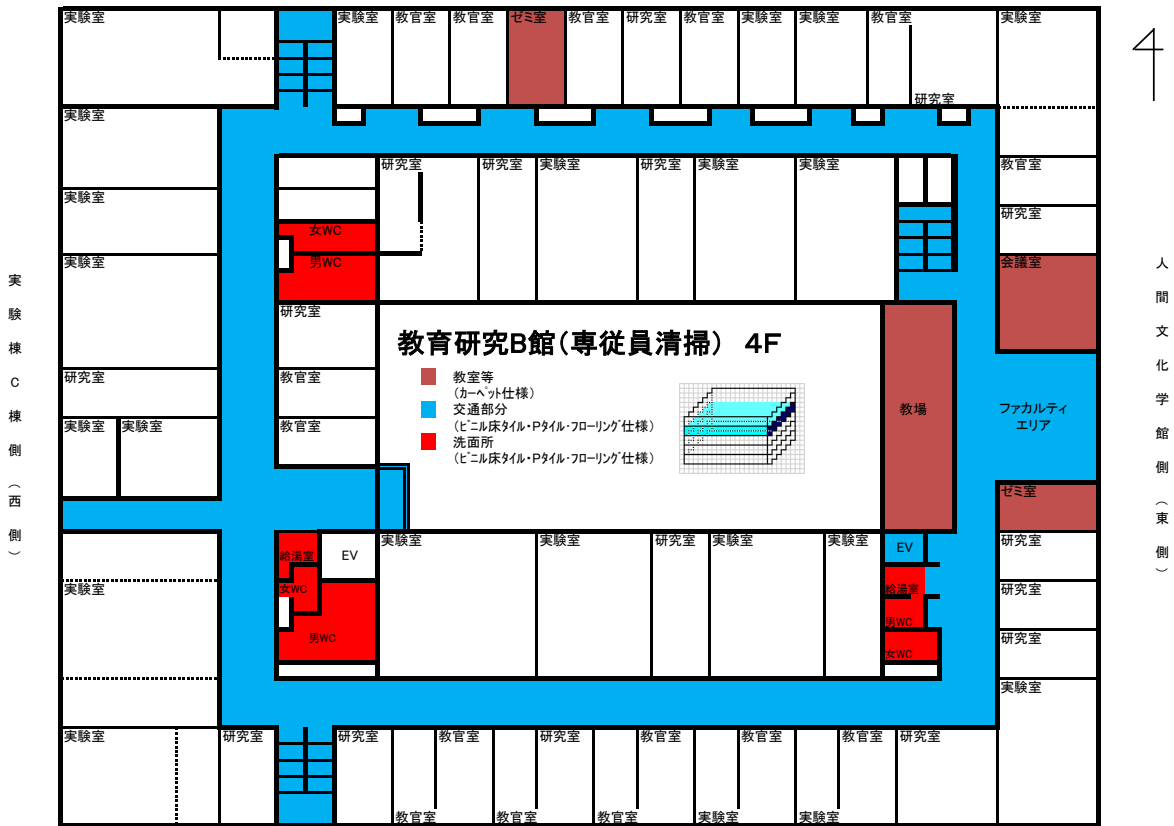 実験室 実験室 教官室 教官室 ゼミ室 教官室 研究室 教官室 実験室 実験室 教官室 実験室
研究室
実験室
研究室 研究室 実験室 研究室 実験室 実験室 教官室
実験室
研究室
女WC
男WC
実験室
会議室
実験棟C棟側(西側)
人間文化学館側(東側)
研究室
教育研究B館(専従員清掃) 4F
教室等
(カーペット仕様)
交通部分
(ビニル床タイル・Pタイル・フローリング仕様)
洗面所
(ビニル床タイル・Pタイル・フローリング仕様)
研究室
教官室
教場
ファカルティ
エリア
実験室 実験室
教官室
ゼミ室
給湯室
EV
実験室 実験室 研究室 実験室 実験室
EV
研究室
実験室
女WC
給湯室
研究室
男WC
男WC
研究室
女WC
実験室
実験室 研究室 研究室 教官室 研究室 教官室 教官室 教官室 研究室
教官室 教官室 教官室 実験室 実験室